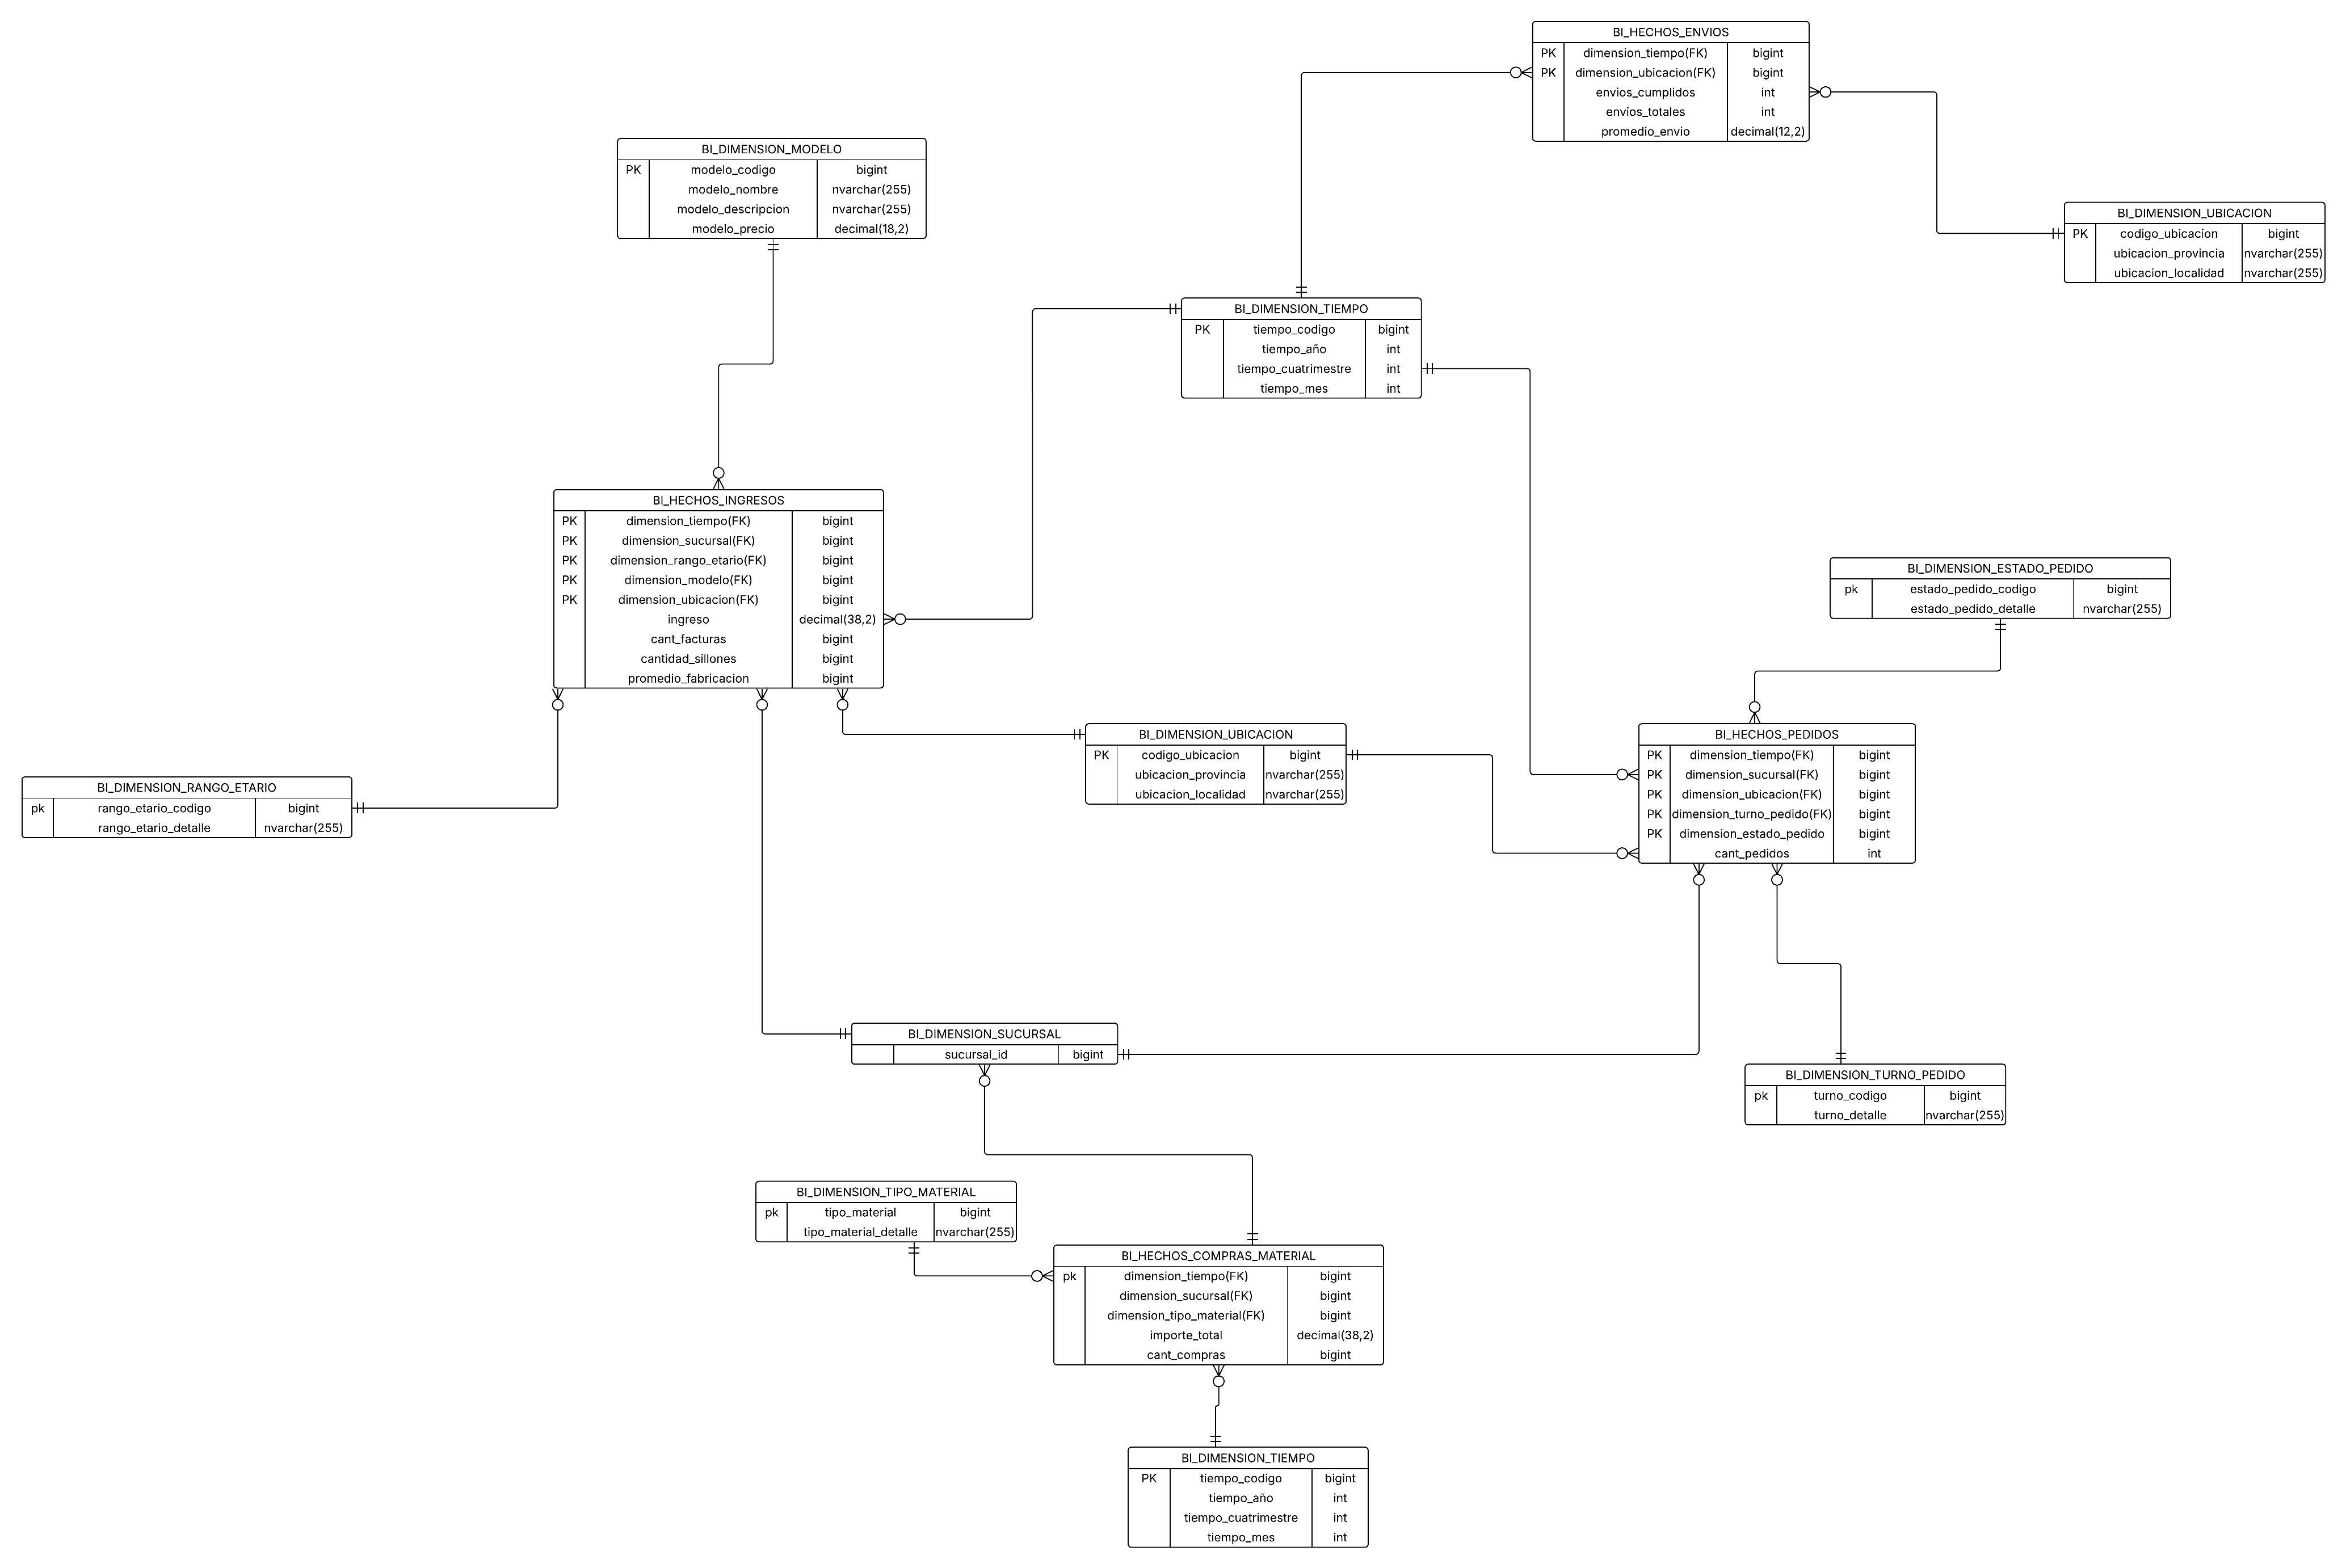 BI_HECHOS_ENVIOS
PK dimension_tiempo(FK) bigint
PK dimension_ubicacion(FK) bigint
envios_cumplidos int
envios_totales int
promedio_envio decimal(12,2)
BI_DIMENSION_MODELO
PK modelo_codigo bigint
modelo_nombre nvarchar(255)
modelo_descripcion nvarchar(255)
modelo_precio decimal(18,2)
BI_DIMENSION_UBICACION
PK codigo_ubicacion bigint
ubicacion_provincia nvarchar(255)
ubicacion_localidad nvarchar(255)
BI_DIMENSION_TIEMPO
PK tiempo_codigo bigint
tiempo_año int
tiempo_cuatrimestre int
tiempo_mes int
BI_HECHOS_INGRESOS
PK dimension_tiempo(FK) bigint
PK dimension_sucursal(FK) bigint
PK dimension_rango_etario(FK) bigint
PK dimension_modelo(FK) bigint
PK dimension_ubicacion(FK) bigint
ingreso decimal(38,2)
cant_facturas bigint
cantidad_sillones bigint
promedio_fabricacion bigint
BI_DIMENSION_ESTADO_PEDIDO
pk estado_pedido_codigo bigint
estado_pedido_detalle nvarchar(255)
BI_DIMENSION_UBICACION
PK codigo_ubicacion bigint
ubicacion_provincia nvarchar(255)
ubicacion_localidad nvarchar(255)
BI_HECHOS_PEDIDOS
PK dimension_tiempo(FK) bigint
PK dimension_sucursal(FK) bigint
PK dimension_ubicacion(FK) bigint
PK dimension_turno_pedido(FK) bigint
PK dimension_estado_pedido bigint
cant_pedidos int
BI_DIMENSION_RANGO_ETARIO
pk rango_etario_codigo bigint
rango_etario_detalle nvarchar(255)
BI_DIMENSION_SUCURSAL
sucursal_id bigint
BI_DIMENSION_TURNO_PEDIDO
pk turno_codigo bigint
turno_detalle nvarchar(255)
BI_DIMENSION_TIPO_MATERIAL
pk tipo_material bigint
tipo_material_detalle nvarchar(255)
BI_HECHOS_COMPRAS_MATERIAL
pk dimension_tiempo(FK) bigint
dimension_sucursal(FK) bigint
dimension_tipo_material(FK) bigint
importe_total decimal(38,2)
cant_compras bigint
BI_DIMENSION_TIEMPO
PK tiempo_codigo bigint
tiempo_año int
tiempo_cuatrimestre int
tiempo_mes int